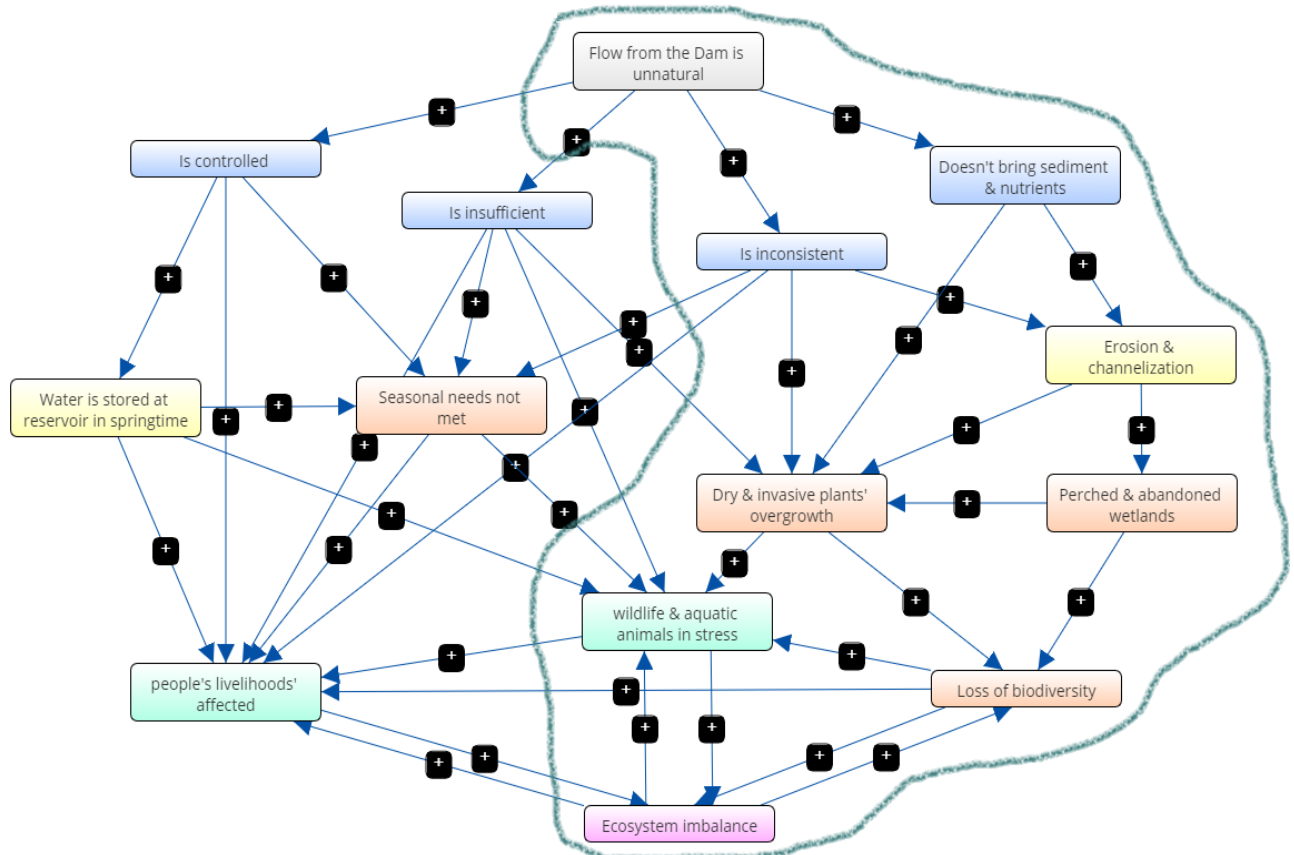 Flow from the Dam is
unnatural
+
+
+
+
Is controlled
Doesn't bring sediment
& nutrients
Is insufficient
Is inconsistent
+
+
+
+
+
+
+
+
+
+
Erosion &
channelization
Water is stored at
reservoir in springtime
+
+
Seasonal needs not
met
+
+
+
+
+
Dry & invasive plants'
overgrowth
+
Perched & abandoned
wetlands
+
+
+
+
+
+
+
wildlife & aquatic
animals in stress
+
+
people's livelihoods'
affected
+
Loss of biodiversity
+
+
+
+
+
+
Ecosystem imbalance